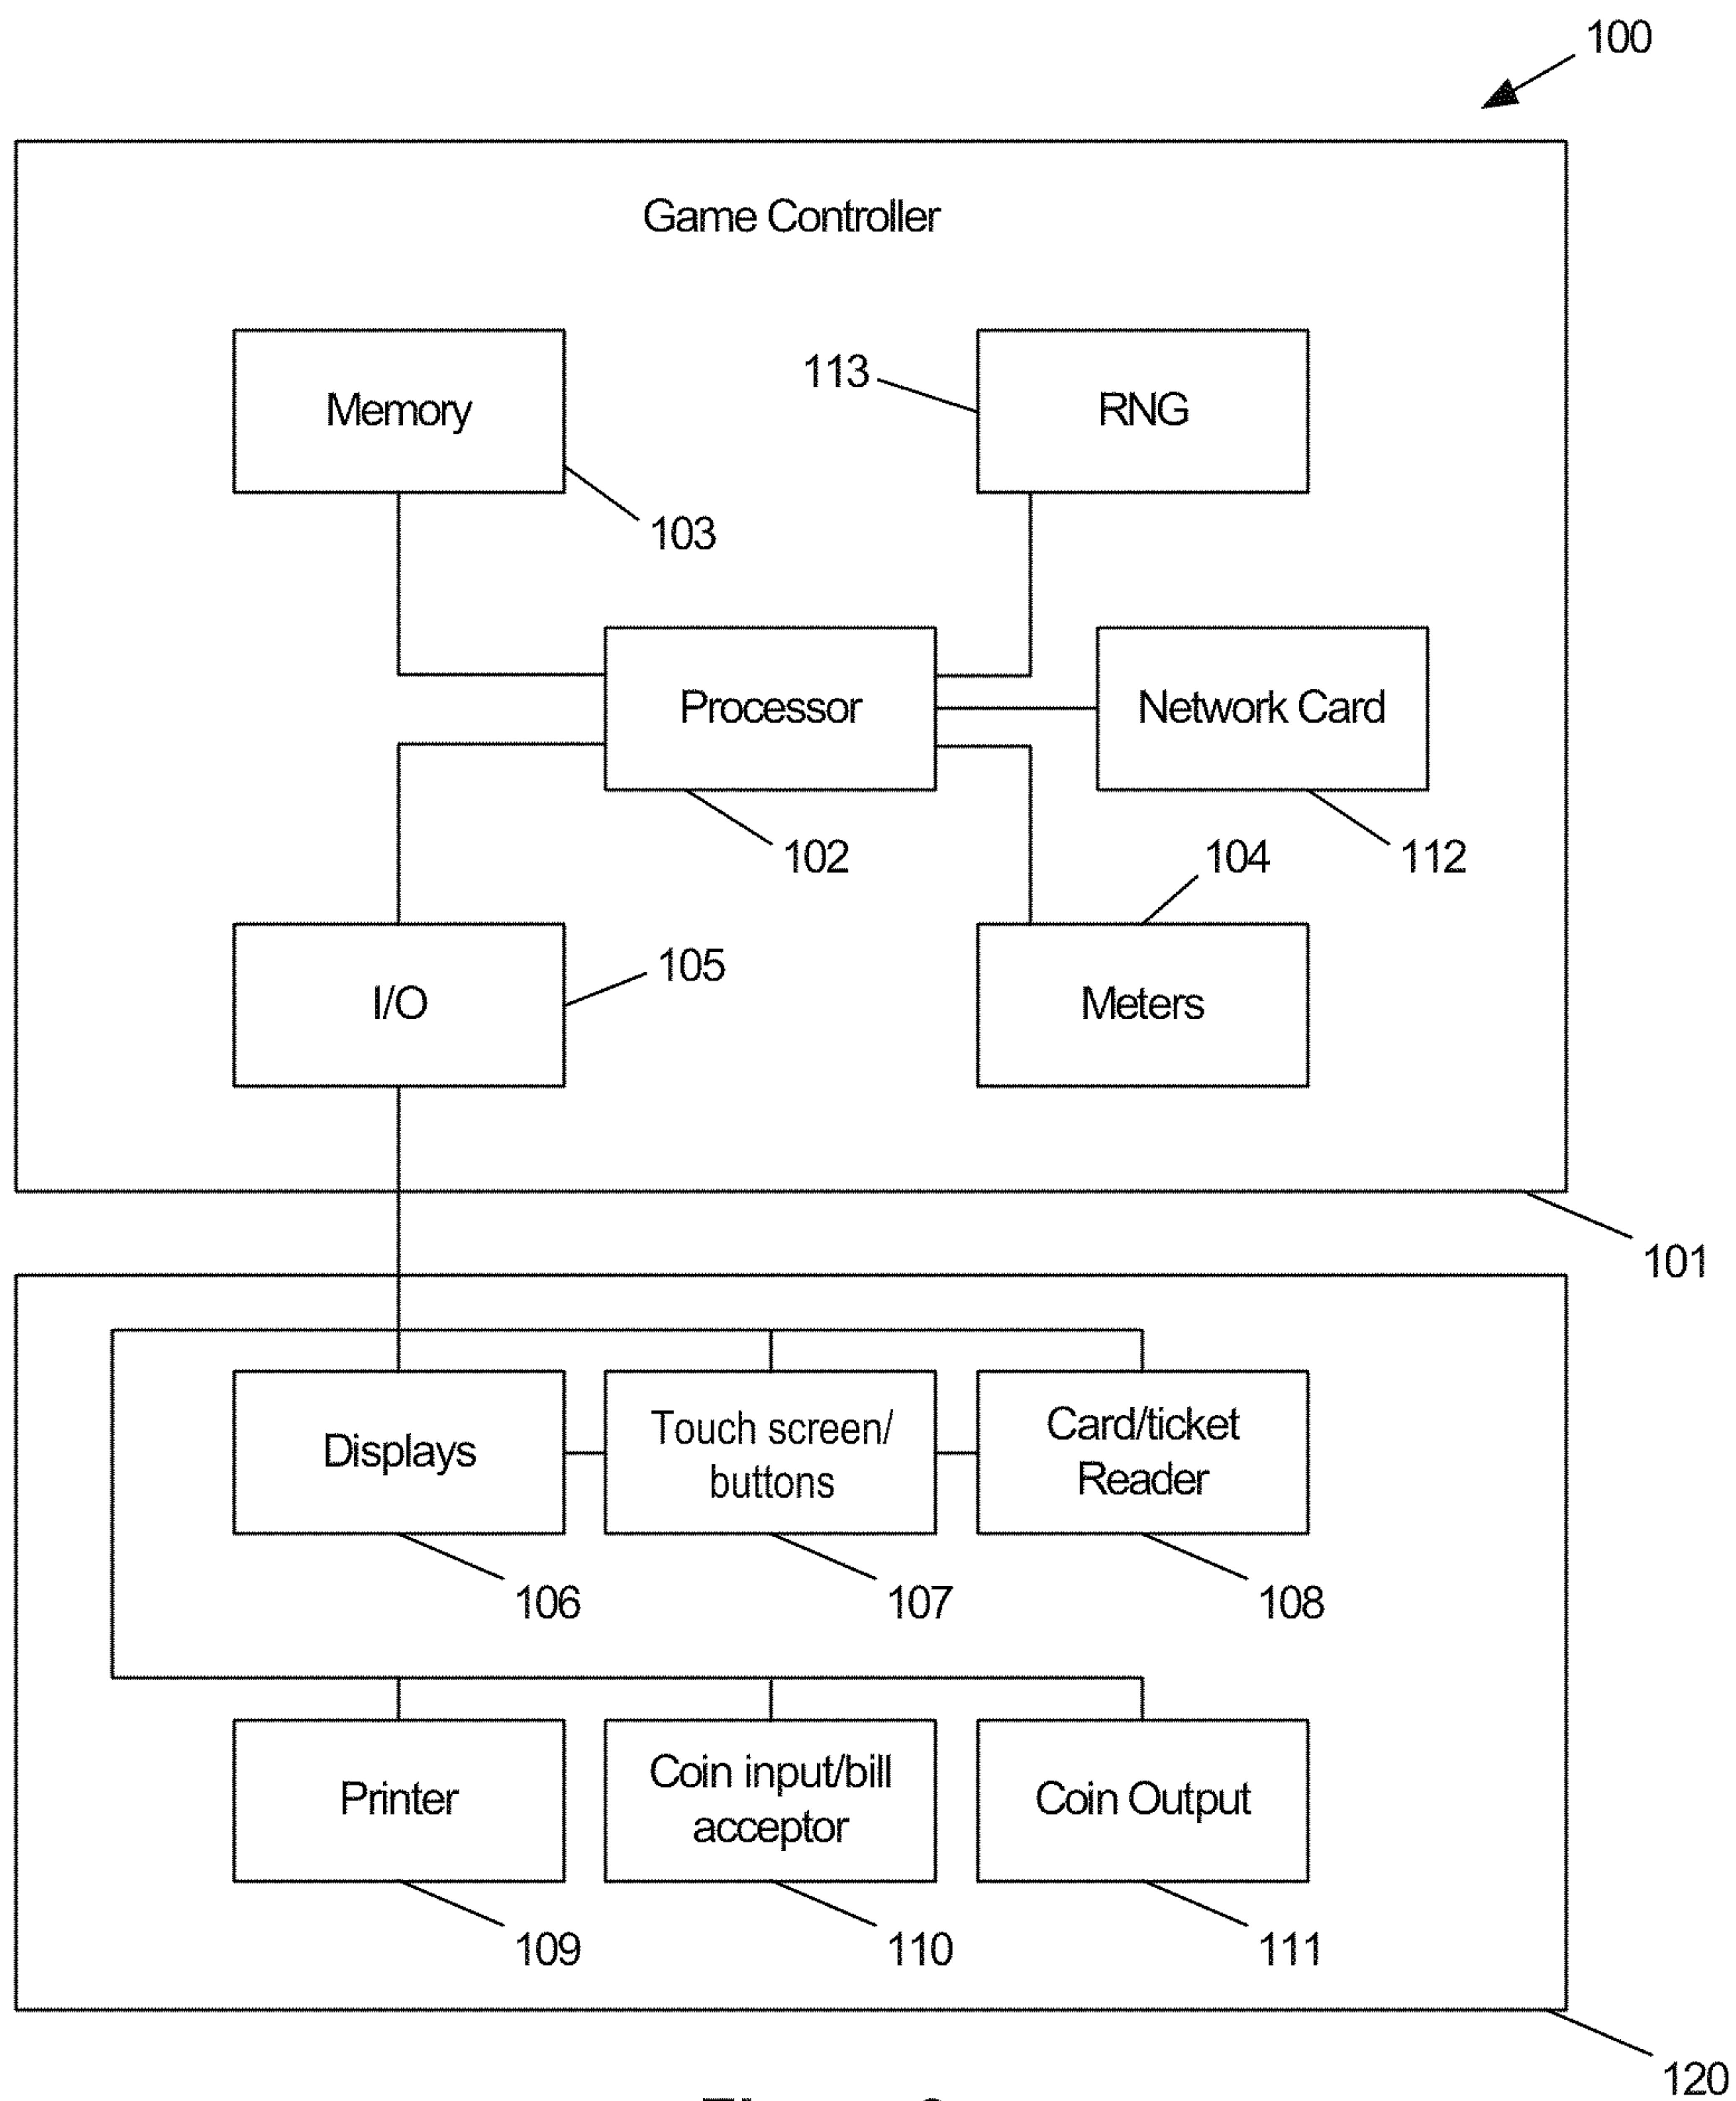 100
Game Controller
Memory
113
RNG
103
Processor
Network Card
102
104
112
I/O
105
Meters
101
Displays
Touch screen/
buttons
Card/ticket
Reader
106
107
108
Printer
Coin input/bill
acceptor
Coin Output
109
110
111
120